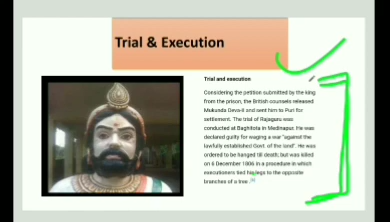 Trial & Execution
Trial and execution
Considering the petition submitted by the king
from the prison, the British counsels released
Mukunda Deva-II and sent him to Puri for
settlement. The trial of Rajaguru was
conducted at Baghitota in Medinapur. He was
declared guilty for waging a war "against the
lawfully established Govt. of the land". He was
ordered to be hanged till death; but was killed
on 6 December 1806 in a procedure in which
executioners tied his legs to the opposite
branches of a tree